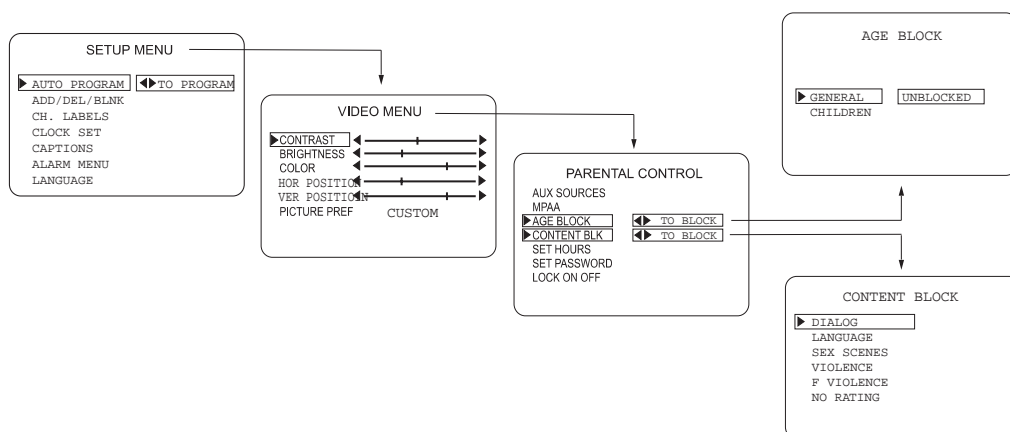 SETUP MENU
AUTO PROGRAM TO PROGRAM
ADD/DEL/BLNK
CH. LABELS
CLOCK SET
CAPTIONS
ALARM MENU
LANGUAGE
VIDEO MENU
CONTRAST
BRIGHTNESS
COLOR
HOR POSITION
VER POSITIOIN
PICTURE PREF CUSTOM
PARENTAL CONTROL
AUX SOURCES
MPAA
AGE BLOCK TO BLOCK
CONTENT BLK TO BLOCK
SET HOURS
SET PASSWORD
LOCK ON OFF
AGE BLOCK
GENERAL UNBLOCKED
CHILDREN
CONTENT BLOCK
DIALOG
LANGUAGE
SEX SCENES
VIOLENCE
F VIOLENCE
NO RATING